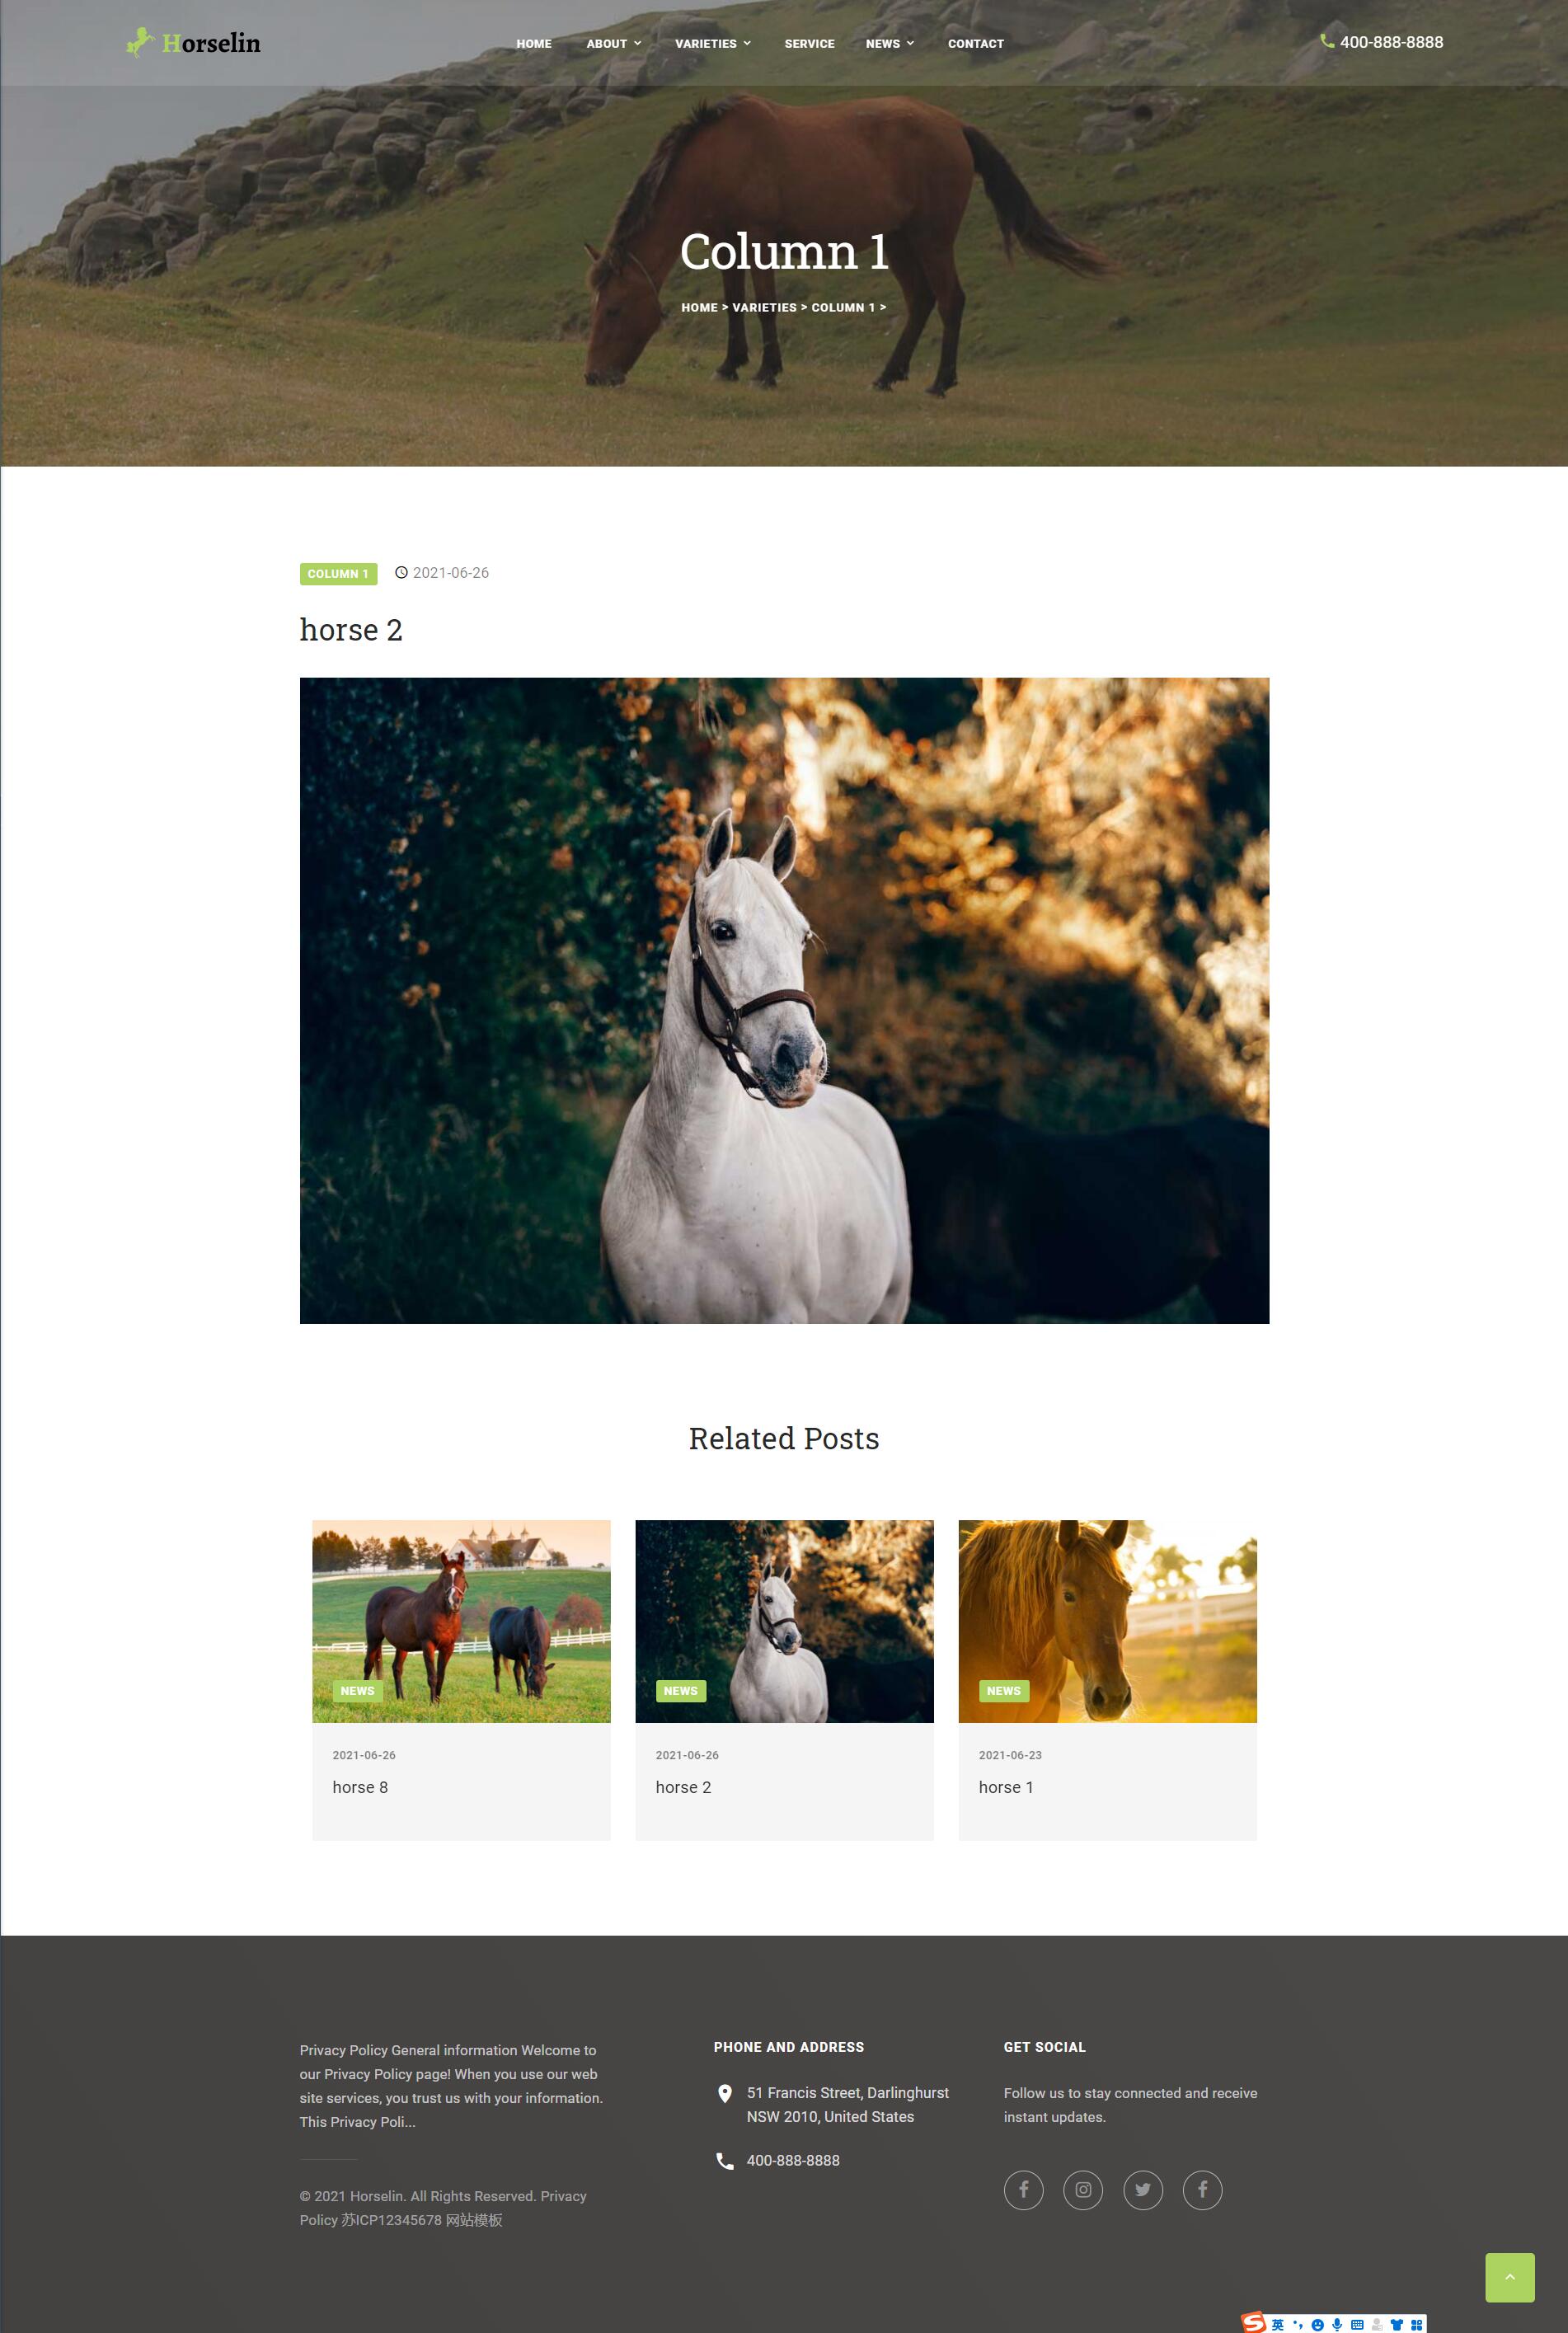 Horselin
HOME ABOUT VARIETIES SERVICE NEWS CONTACT
400-888-8888
Column 1
HOME > VARIETIES > COLUMN 1 >
COLUMN 1 2021-06-26
horse 2
Related Posts
NEWS
2021-06-26
horse 8
NEWS
2021-06-26
horse 2
NEWS
2021-06-23
horse 1
Privacy Policy General information Welcome to
our Privacy Policy page! When you use our web
site services, you trust us with your information.
This Privacy Poli...
© 2021 Horselin. All Rights Reserved. Privacy
Policy 苏ICP12345678 网站模板
PHONE AND ADDRESS
51 Francis Street, Darlinghurst
NSW 2010, United States
400-888-8888
GET SOCIAL
Follow us to stay connected and receive
instant updates.
英